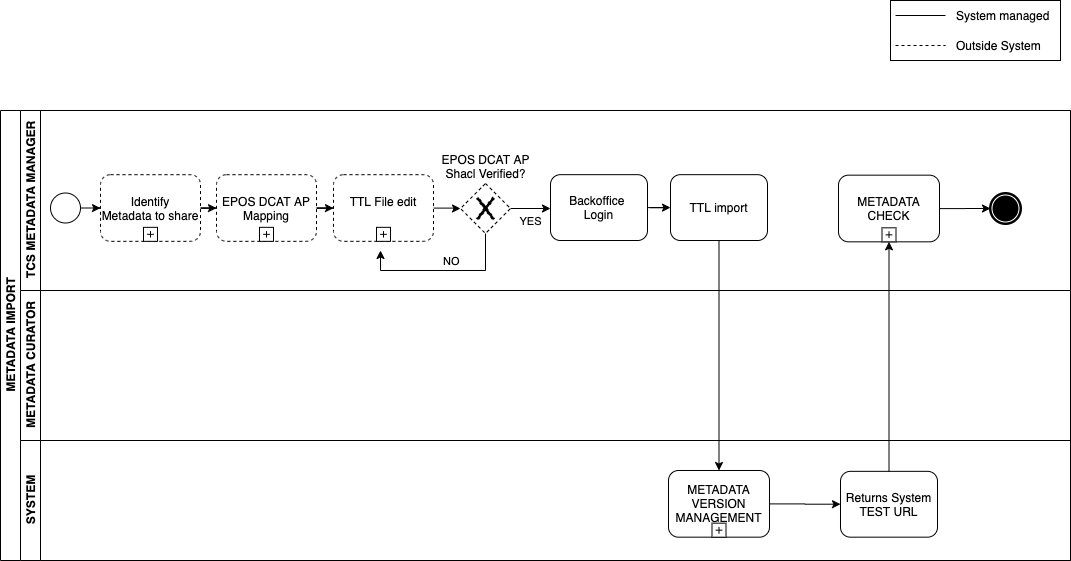 System managed
Outside System
METADATA IMPORT
TCS METADATA MANAGER
Identify
Metadata to share
EPOS DCAT AP
Mapping
TTL File edit
EPOS DCAT AP
Shacl Verified?
YES
NO
Backoffice
Login
TTL import
METADATA
CHECK
METADATA CURATOR
SYSTEM
METADATA
VERSION
MANAGEMENT
Returns System
TEST URL